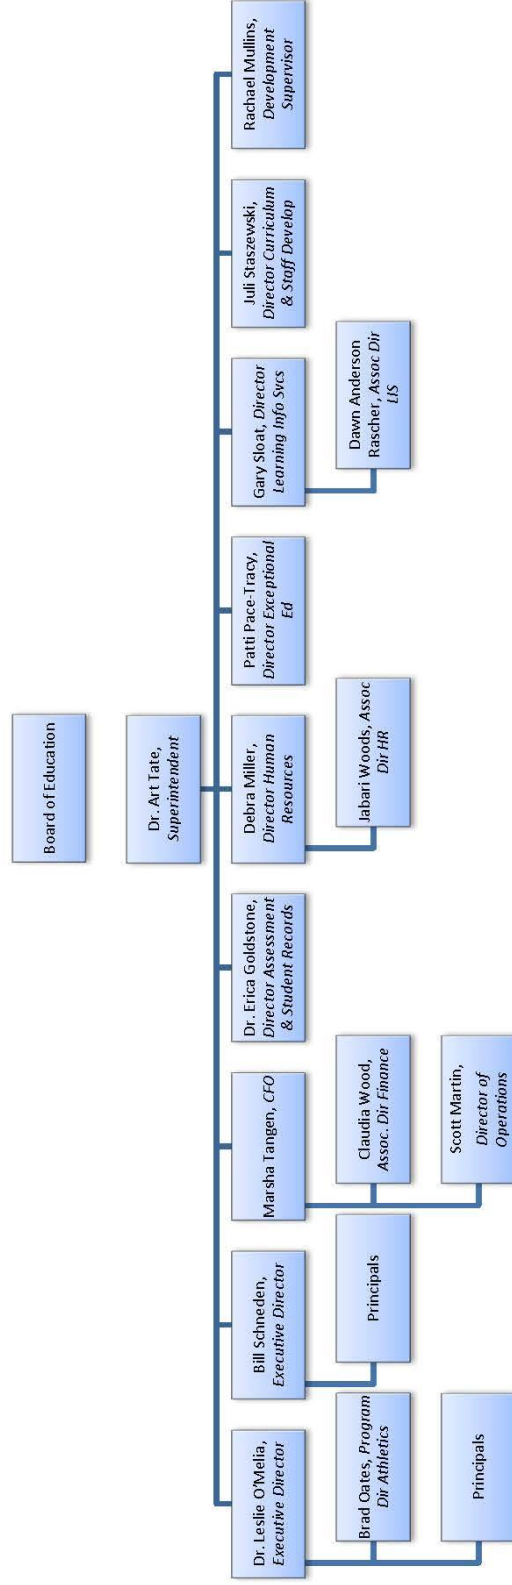 Board of Education
Dr. Art Tate,
Superintendent
Dr. Leslie O'Melia,
Executive Director
Bill Schneden,
Executive Director
Marsha Tangen, CFO
Dr. Erica Goldstone,
Director Assessment
& Student Records
Debra Miller,
Director Human
Resources
Patti Pace-Tracy,
Director Exceptional
Ed
Gary Sloat, Director
Learning Info Svcs
Juli Staszewski,
Director Curriculum
& Staff Develop
Rachael Mullins,
Development
Supervisor
Brad Oates, Program
Dir Athletics
Principals
Claudia Wood,
Assoc. Dir Finance
Jabari Woods, Assoc
Dir HR
Dawn Anderson
Rascher, Assoc Dir
LIS
Principals
Scott Martin,
Director of
Operations